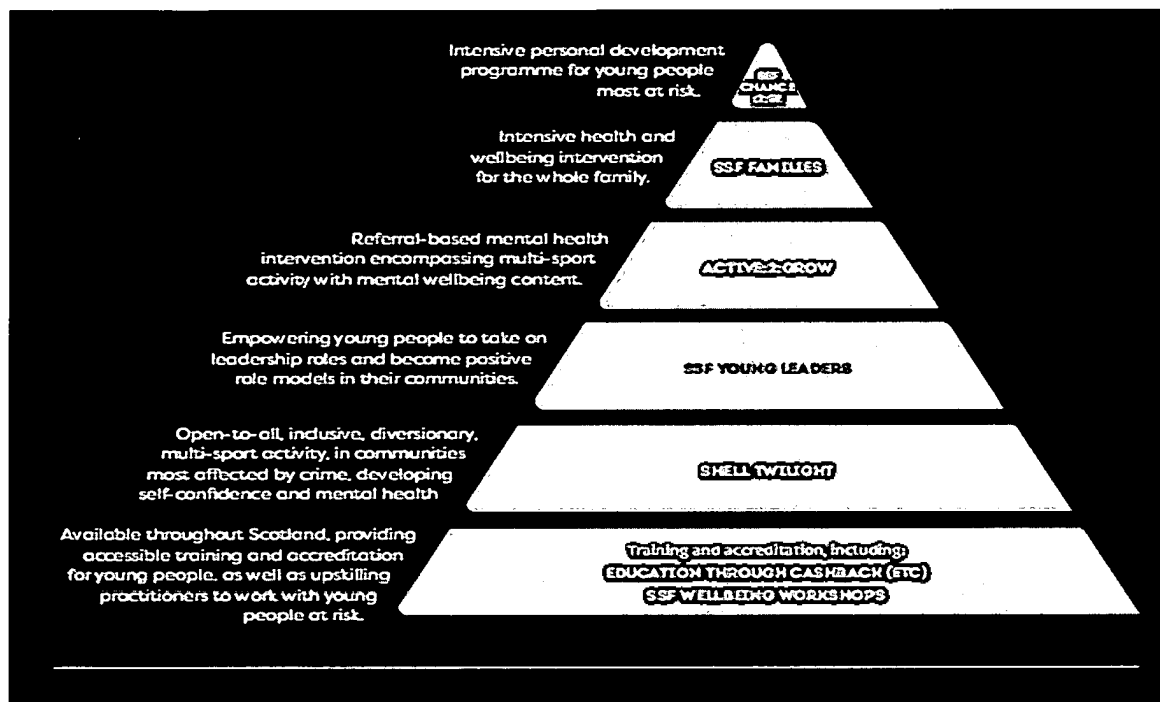 Intensive personal development
programme for young people
most at risk.
CHANCE
Intensive health and
wellbeing intervention
for the whole family.
SSF FAMILIES
Referral-based mental health
intervention encompassing multi-sport
activity with mental wellbeing content.
ACTIVE:2:GROW
Empowering young people to take on
leadership roles and become positive
role models in their communities.
SSF YOUNG LEADERS
Open-to-all, inclusive, diversionary,
multi-sport activity, in communities
most affected by crime, developing
self-confidence and mental health
SHELL TWILIGHT
Available throughout Scotland, providing
accessible training and accreditation
for young people, as well as upskilling
practitioners to work with young
people at risk.
Training and accreditation, including:
EDUCATION THROUGH CASHBACK (ETC)
SSF WELLBEING WORKSHOPS